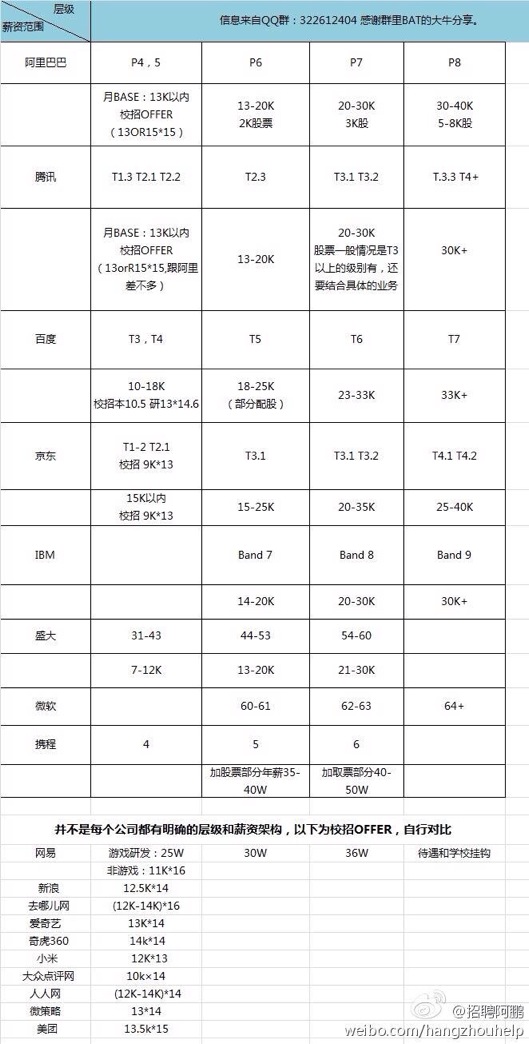 层级
薪资范围
信息来自QQ群：322612404 感谢群里BAT的大牛分享。
阿里巴巴 P4，5 P6 P7 P8
月BASE：13K以内 13-20K 20-30K 30-40K
校招OFFER 2K股票 3K股 5-8K股
（13OR15*15）
腾讯 T1.3 T2.1 T2.2 T2.3 T3.1 T3.2 T.3.3 T4+
月BASE：13K以内
校招OFFER
（13orR15*15,跟阿里
差不多）
13-20K
20-30K
股票一般情况是T3
以上的级别有，还
要结合具体的业务
30K+
百度 T3，T4 T5 T6 T7
10-18K 18-25K 23-33K 33K+
校招本10.5 研13*14.6 （部分配股）
京东 T1-2 T2.1 T3.1 T3.1 T3.2 T4.1 T4.2
校招 9K*13
15K以内 15-25K 20-35K 25-40K
校招 9K*13
IBM Band 7 Band 8 Band 9
14-20K 20-30K 30K+
盛大 31-43 44-53 54-60
7-12K 13-20K 21-30K
微软 60-61 62-63 64+
携程 4 5 6
加股票部分年薪35- 加取票部分40-
40W 50W
并不是每个公司都有明确的层级和薪资架构，以下为校招OFFER，自行对比
网易 游戏研发：25W 30W 36W 待遇和学校挂钩
非游戏：11K*16
新浪 12.5K*14
去哪儿网 (12K-14K)*16
爱奇艺 13K*14
奇虎360 14k*14
小米 12K*13
大众点评网 10k×14
人人网 (12K-14K)*14
微策略 13*14
美团 13.5k*15
@招聘阿鹏
weibo.com/hangzhouhelp